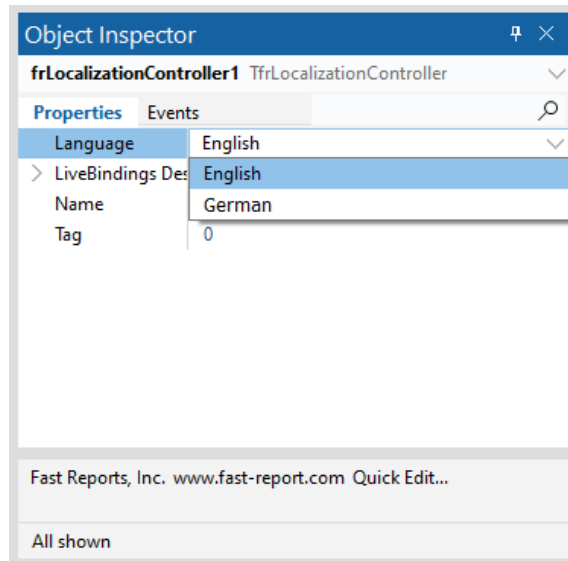 Object Inspector
frLocalizationController1 TfrLocalizationController
Properties Events
Language English
LiveBindings Des English
Name German
Tag 0
Fast Reports, Inc. www.fast-report.com Quick Edit...
All shown